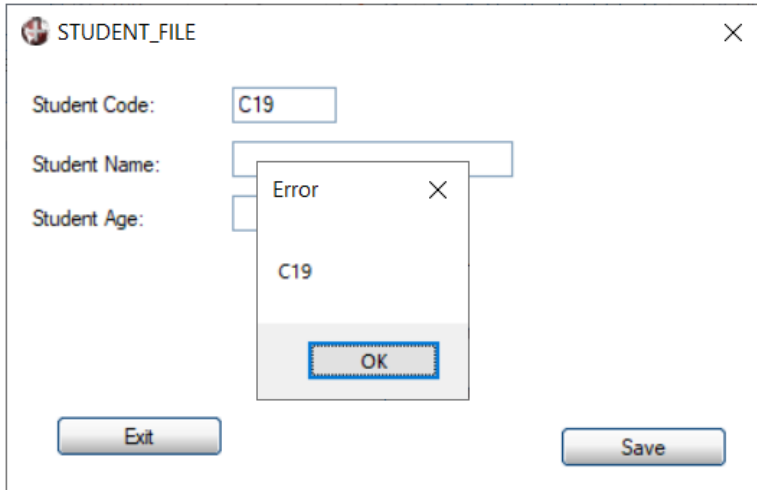 STUDENT_FILE
Student Code: C19
Student Name:
Student Age:
Error
C19
OK
Exit
Save